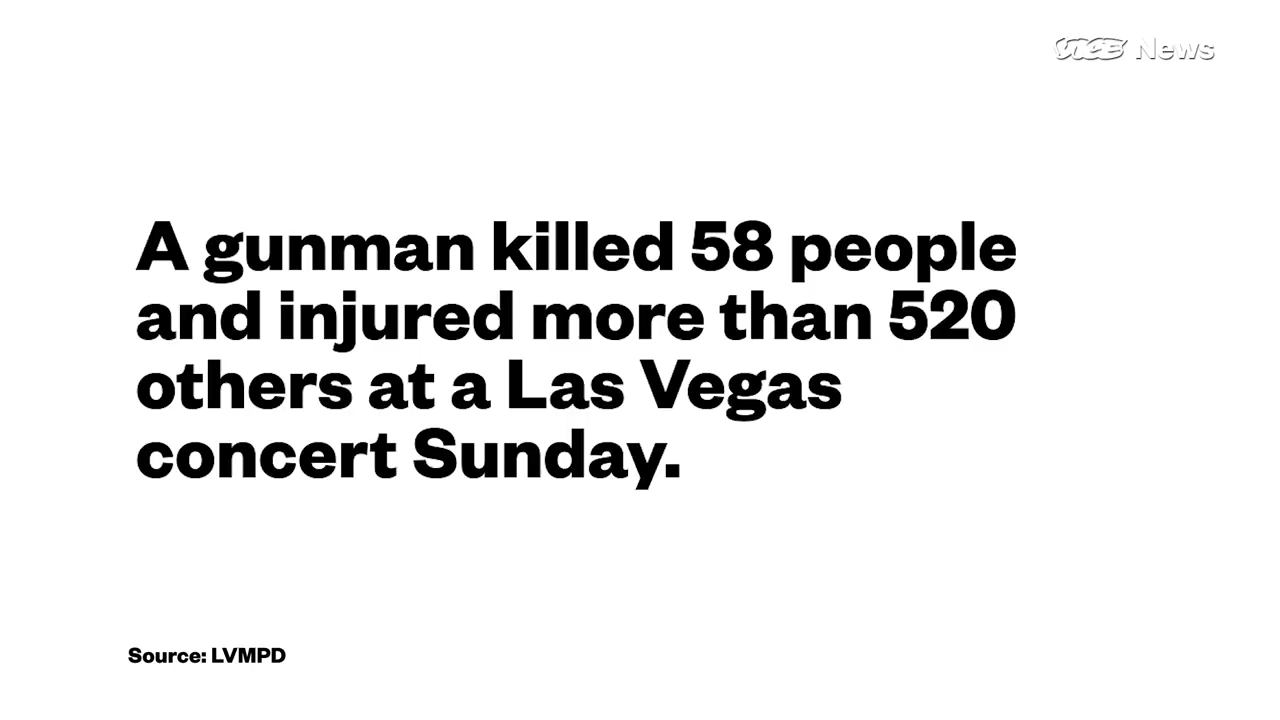 VICE News
A gunman killed 58 people
and injured more than 520
others at a Las Vegas
concert Sunday.
Source: LVMPD